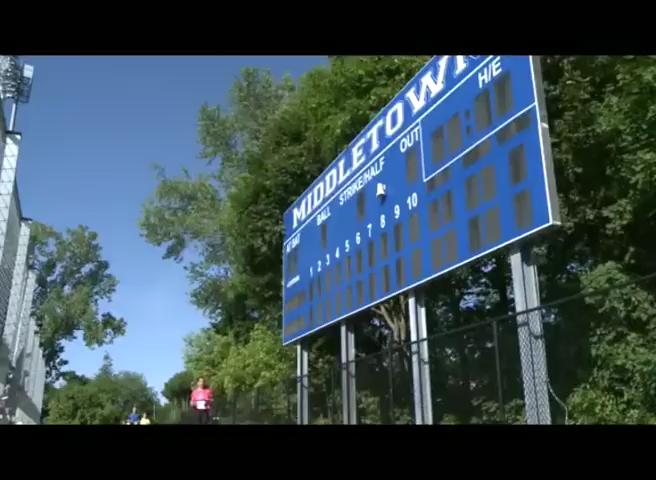 MIDDLETOWN
H/E
BALL STRIKE/HALF OUT
AT BAT
1 2 3 4 5 6 7 8 9 10